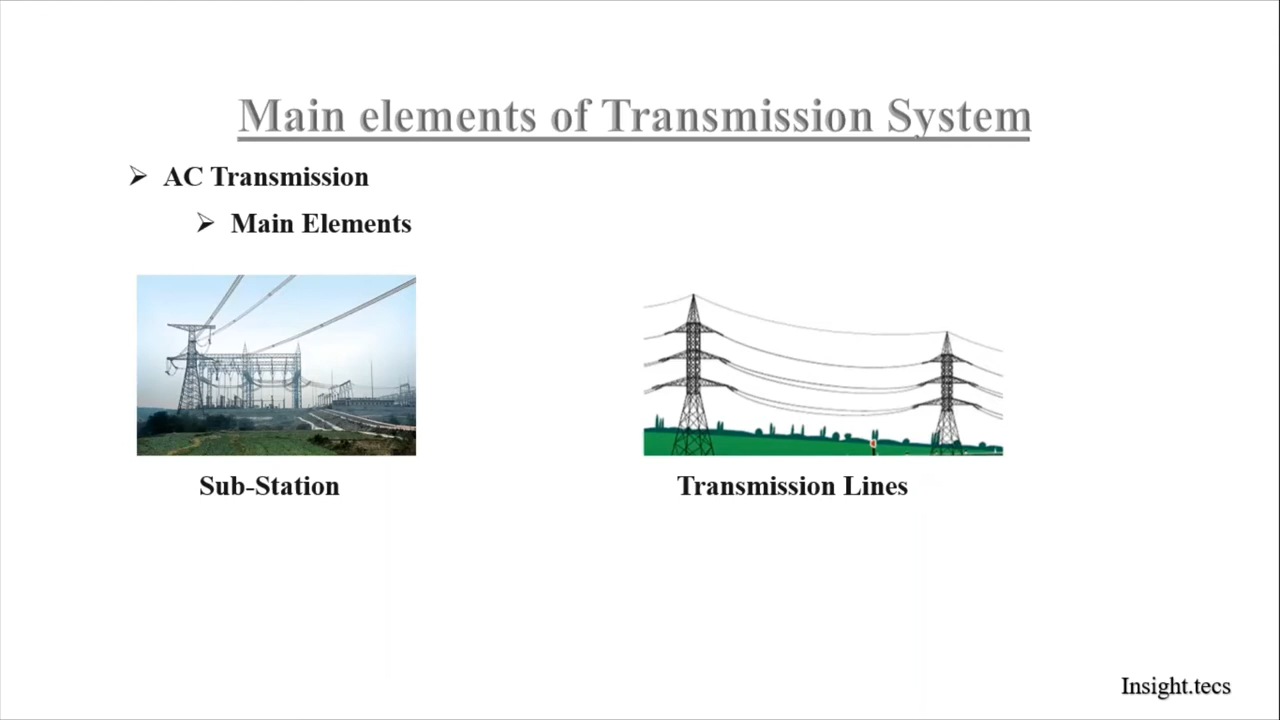 Main elements of Transmission System
AC Transmission
Main Elements
Sub-Station
Transmission Lines
Insight.tecs